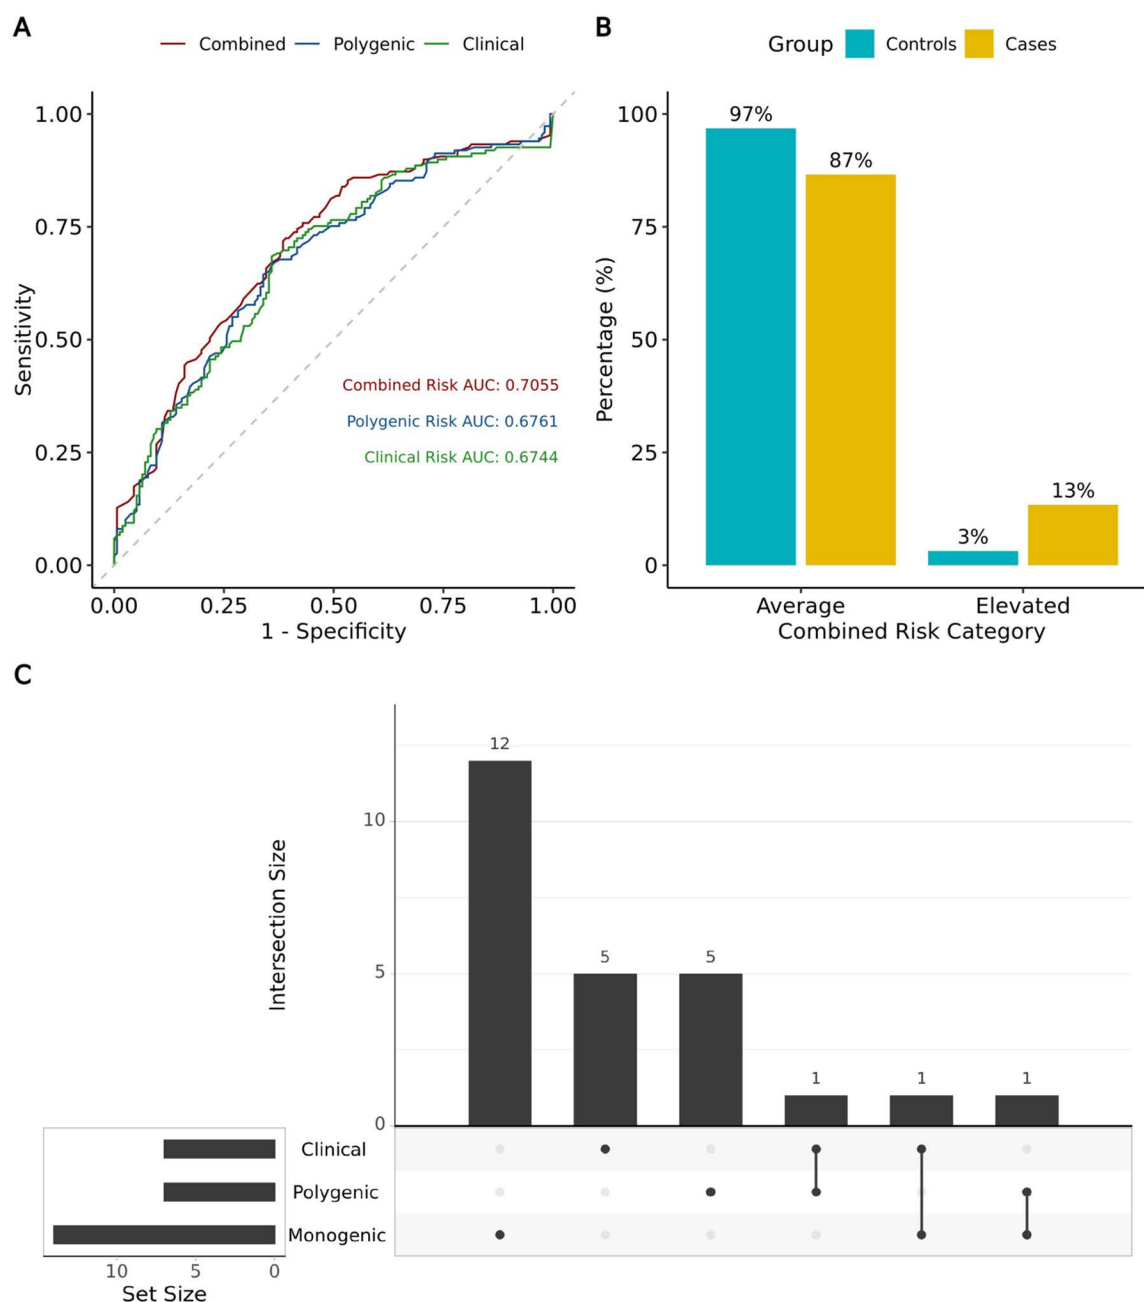 A
Combined Polygenic Clinical
1.00
0.75
0.50
0.25
0.00
Sensitivity
Combined Risk AUC: 0.7055
Polygenic Risk AUC: 0.6761
Clinical Risk AUC: 0.6744
0.00 0.25 0.50 0.75 1.00
1 - Specificity
B
Group Controls Cases
100
75
50
25
0
Percentage (%)
97%
87%
3%
13%
Average Elevated
Combined Risk Category
C
12
10
5 5
5
1 1 1
0
Intersection Size
Clinical
Polygenic
Monogenic
10 5 0
Set Size